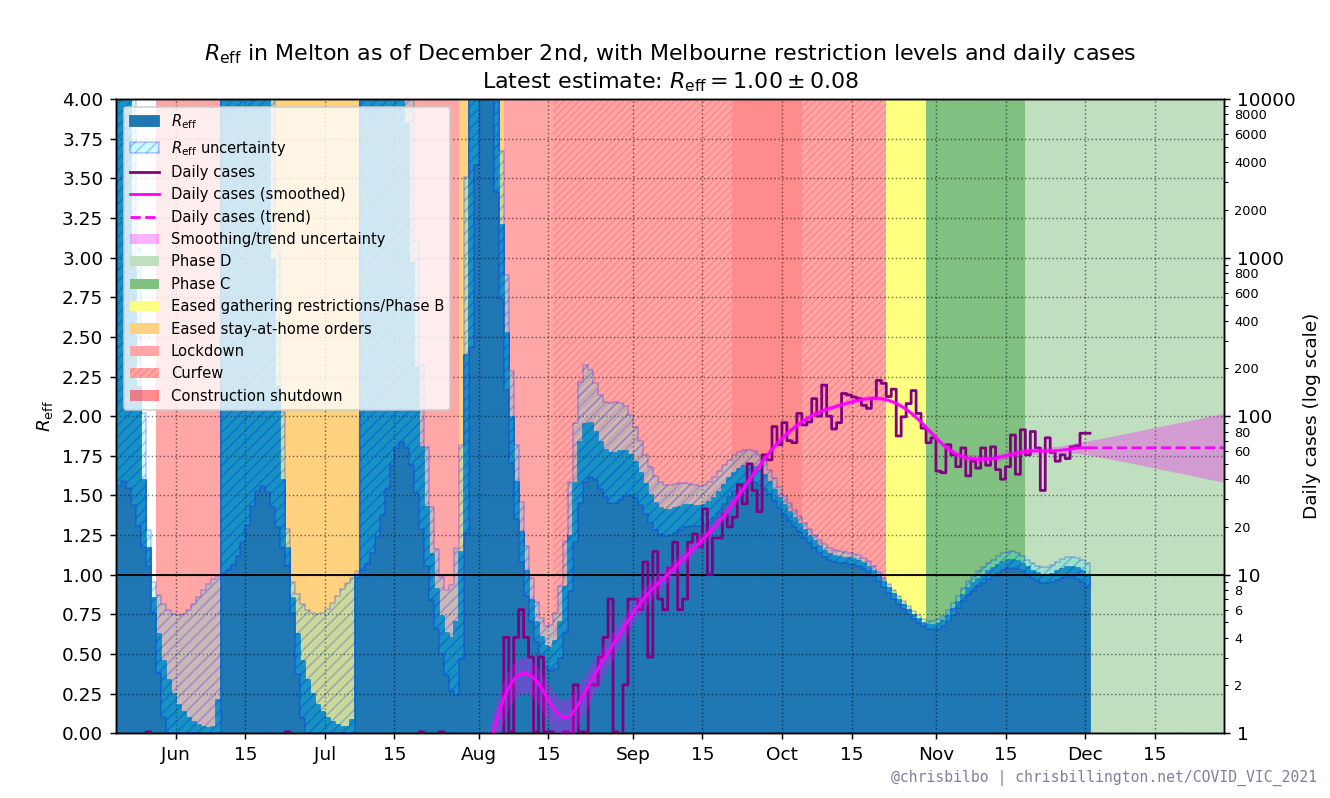 R_eff in Melton as of December 2nd, with Melbourne restriction levels and daily cases
Latest estimate: R_eff = 1.00 ± 0.08
4.00
3.75
3.50
3.25
3.00
2.75
2.50
2.25
2.00
1.75
1.50
1.25
1.00
0.75
0.50
0.25
0.00
R_eff
R_eff
R_eff uncertainty
Daily cases
Daily cases (smoothed)
Daily cases (trend)
Smoothing/trend uncertainty
Phase D
Phase C
Eased gathering restrictions/Phase B
Eased stay-at-home orders
Lockdown
Curfew
Construction shutdown
10000
8000
6000
4000
2000
1000
800
600
400
200
100
80
60
40
20
10
8
6
4
2
1
Daily cases (log scale)
Jun 15 Jul 15 Aug 15 Sep 15 Oct 15 Nov 15 Dec 15
@chrisbilbo | chrisbillington.net/COVID_VIC_2021